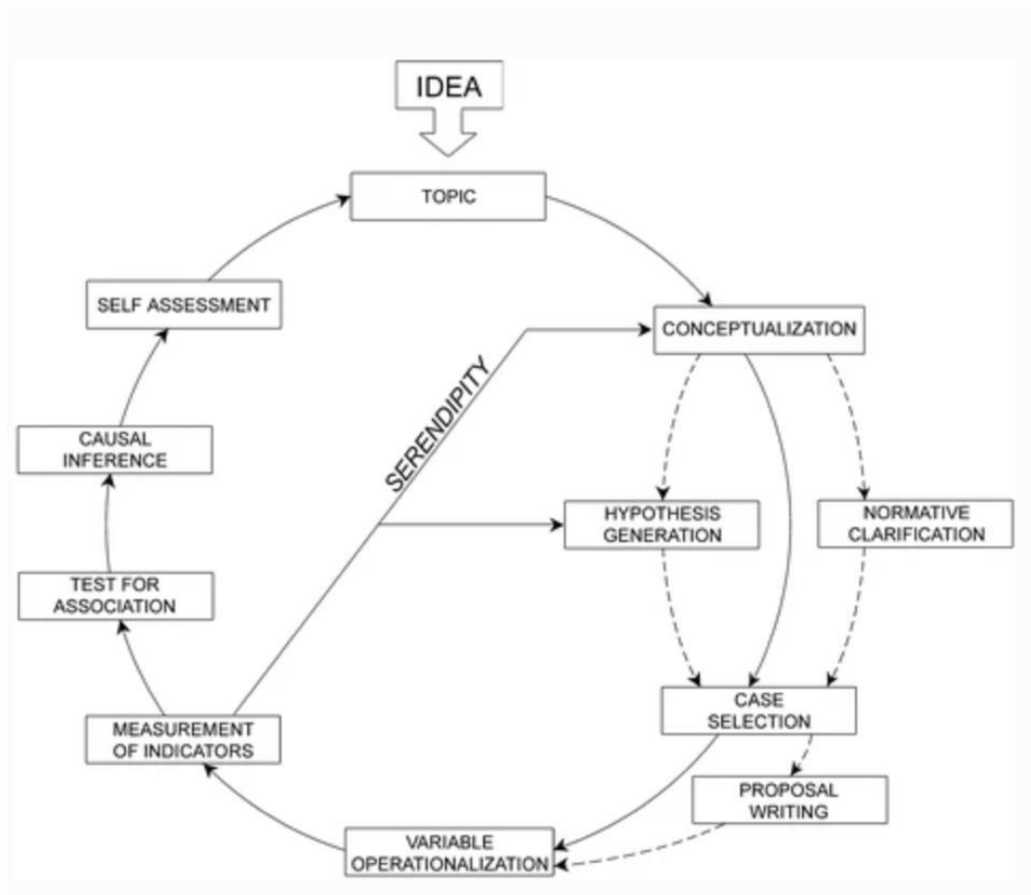 IDEA
TOPIC
SELF ASSESSMENT
CONCEPTUALIZATION
SERENDIPITY
CAUSAL
INFERENCE
HYPOTHESIS
GENERATION
NORMATIVE
CLARIFICATION
TEST FOR
ASSOCIATION
CASE
SELECTION
MEASUREMENT
OF INDICATORS
PROPOSAL
WRITING
VARIABLE
OPERATIONALIZATION